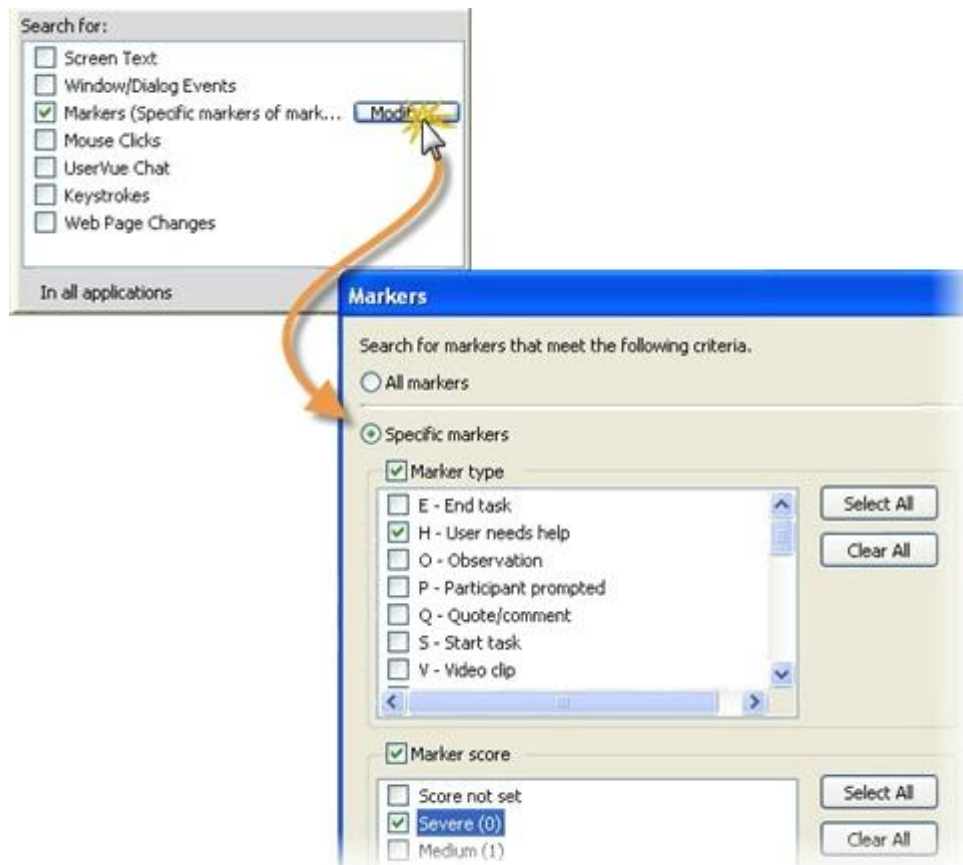 Search for:
Screen Text
Window/Dialog Events
Markers (Specific markers of mark...
Mouse Clicks
UserVue Chat
Keystrokes
Web Page Changes
In all applications
Markers
Search for markers that meet the following criteria.
All markers
Specific markers
Marker type
E - End task
H - User needs help
O - Observation
P - Participant prompted
Q - Quote/comment
S - Start task
V - Video clip
Select All
Clear All
Marker score
Score not set
Severe (0)
Medium (1)
Select All
Clear All